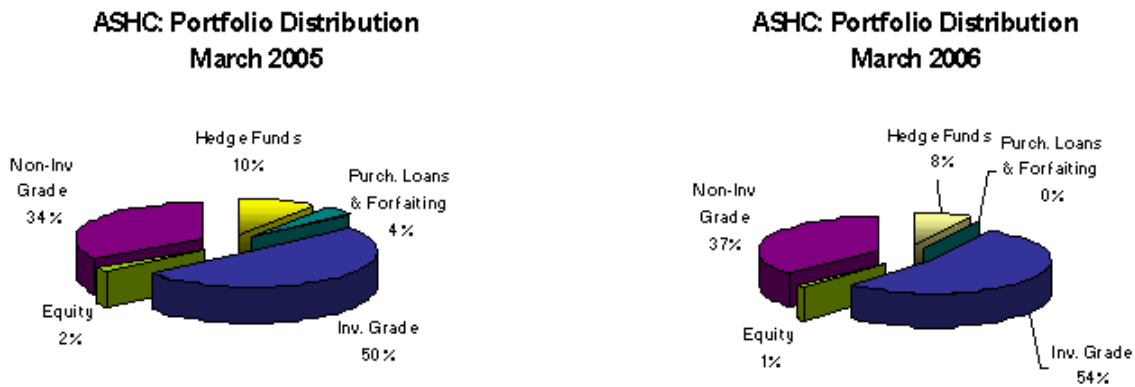 ASHC: Portfolio Distribution
March 2005
Hedge Funds
10%
Non-Inv
Grade
34%
Purch. Loans
& Forfaiting
4%
Equity
2%
Inv. Grade
50%
ASHC: Portfolio Distribution
March 2006
Hedge Funds
8%
Purch. Loans
& Forfaiting
0%
Non-Inv
Grade
37%
Equity
1%
Inv. Grade
54%